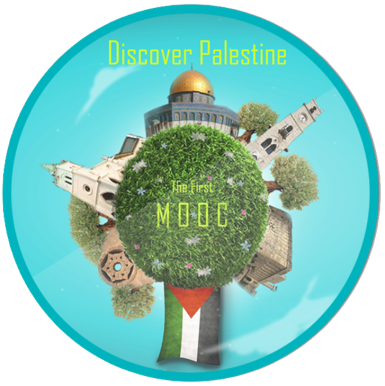 Discover Palestine
The First
MOOC